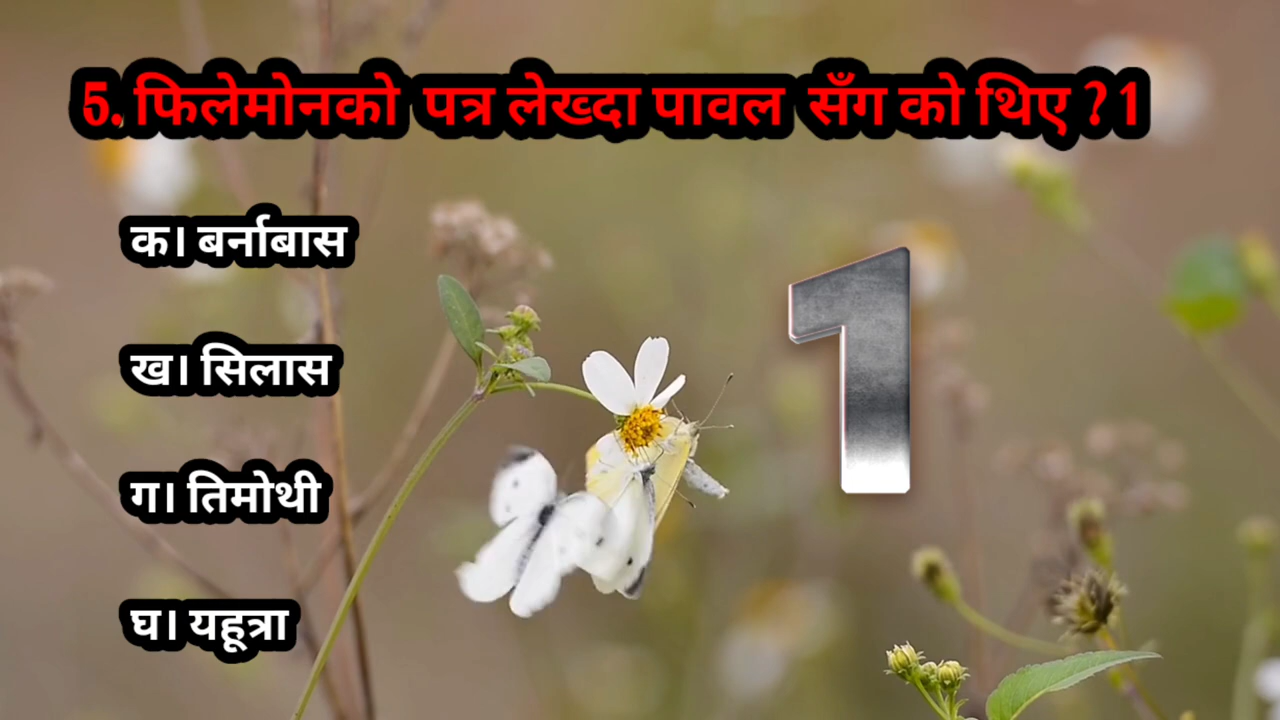 5. फिलेमोनको पत्र लेख्दा पावल सँग को थिए ? 1
क। बर्नाबास
ख। सिलास
1
ग। तिमोथी
घ। यहूत्रा